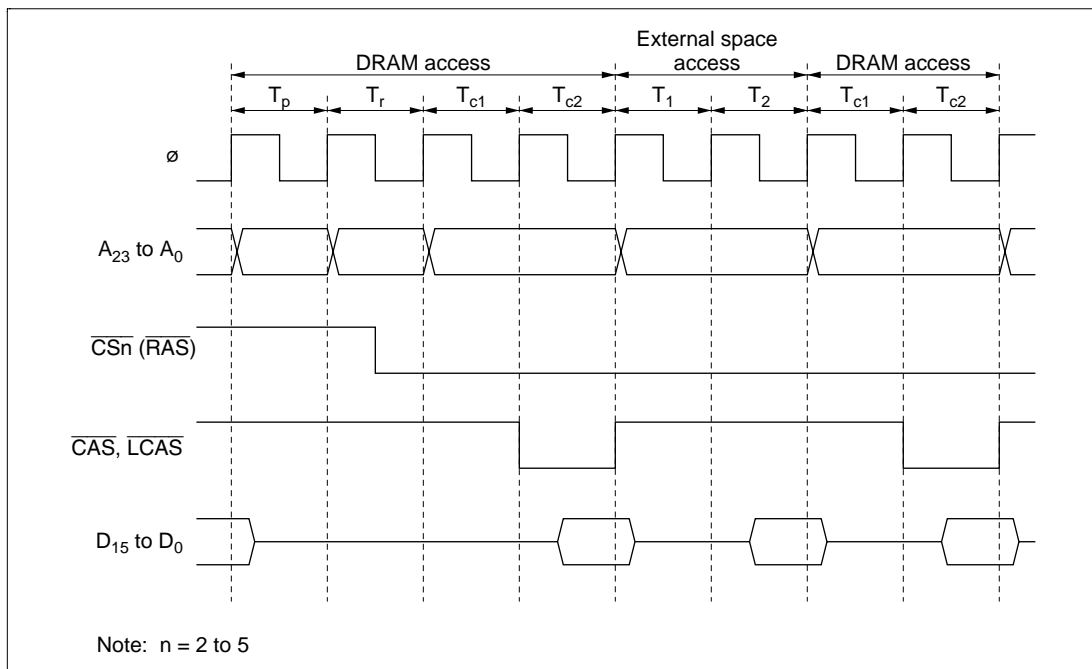 External space
DRAM access access DRAM access
Tp Tr Tc1 Tc2 T1 T2 Tc1 Tc2
ø
A23 to A0
CSn (RAS)
CAS, LCAS
D15 to D0
Note: n = 2 to 5